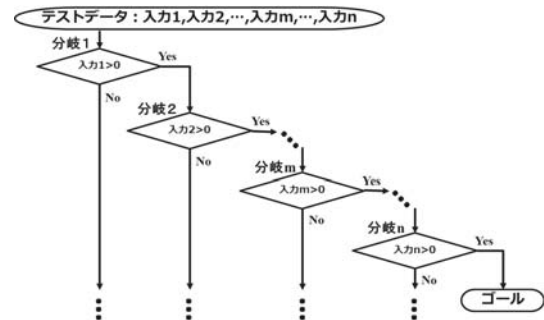 テストデータ：入力1,入力2,…,入力m,…,入力n
分岐1
入力1>0
Yes
No
分岐2
入力2>0
Yes
No
分岐m
入力m>0
Yes
No
分岐n
入力n>0
Yes
No
ゴール